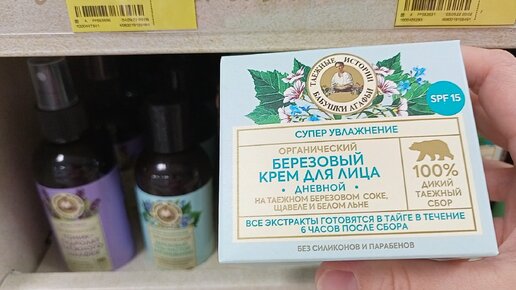 ТАЕЖНЫЕ ИСТОРИИ
БАБУШКИ АГАФЬИ
SPF 15
СУПЕР УВЛАЖНЕНИЕ
ОРГАНИЧЕСКИЙ
БЕРЕЗОВЫЙ
КРЕМ ДЛЯ ЛИЦА
• ДНЕВНОЙ •
НА ТАЕЖНОМ БЕРЕЗОВОМ СОКЕ,
ЩАВЕЛЕ И БЕЛОМ ЛЬНЕ
100%
ДИКИЙ
ТАЕЖНЫЙ
СБОР
ВСЕ ЭКСТРАКТЫ ГОТОВЯТСЯ В ТАЙГЕ В ТЕЧЕНИЕ
6 ЧАСОВ ПОСЛЕ СБОРА
БЕЗ СИЛИКОНОВ И ПАРАБЕНОВ